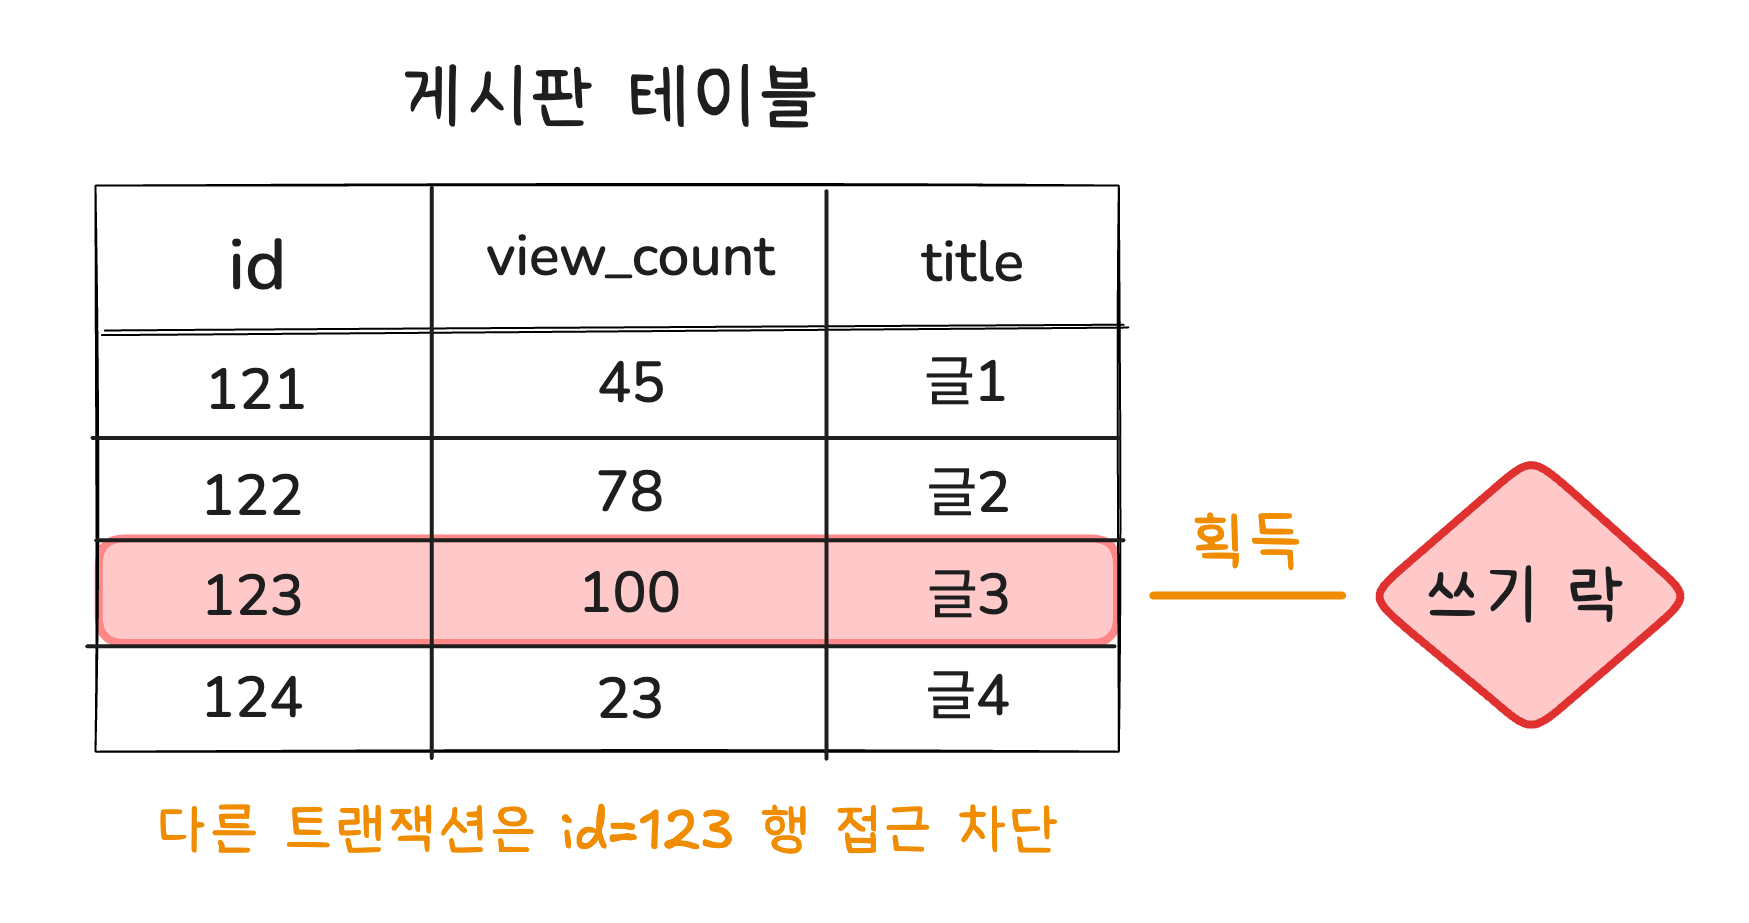 게시판 테이블
id view_count title
121 45 글1
122 78 글2
123 100 글3
획득
쓰기 락
124 23 글4
다른 트랜잭션은 id=123 행 접근 차단